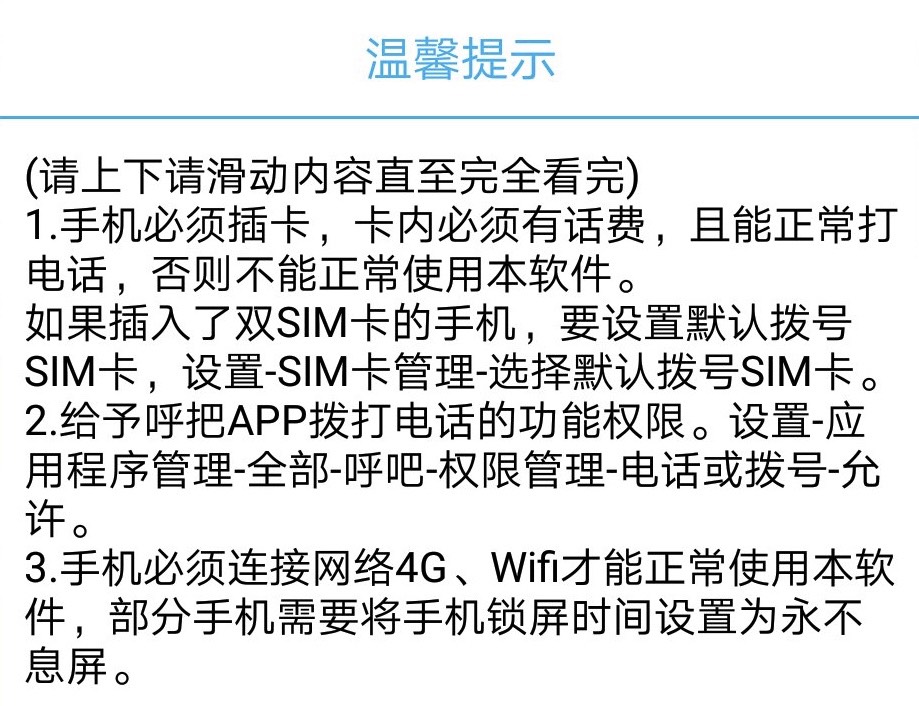 温馨提示
(请上下请滑动内容直至完全看完)
1.手机必须插卡，卡内必须有话费，且能正常打
电话，否则不能正常使用本软件。
如果插入了双SIM卡的手机，要设置默认拨号
SIM卡，设置-SIM卡管理-选择默认拨号SIM卡。
2.给予呼把APP拨打电话的功能权限。设置-应
用程序管理-全部-呼吧-权限管理-电话或拨号-允
许。
3.手机必须连接网络4G、Wifi才能正常使用本软
件，部分手机需要将手机锁屏时间设置为永不
息屏。